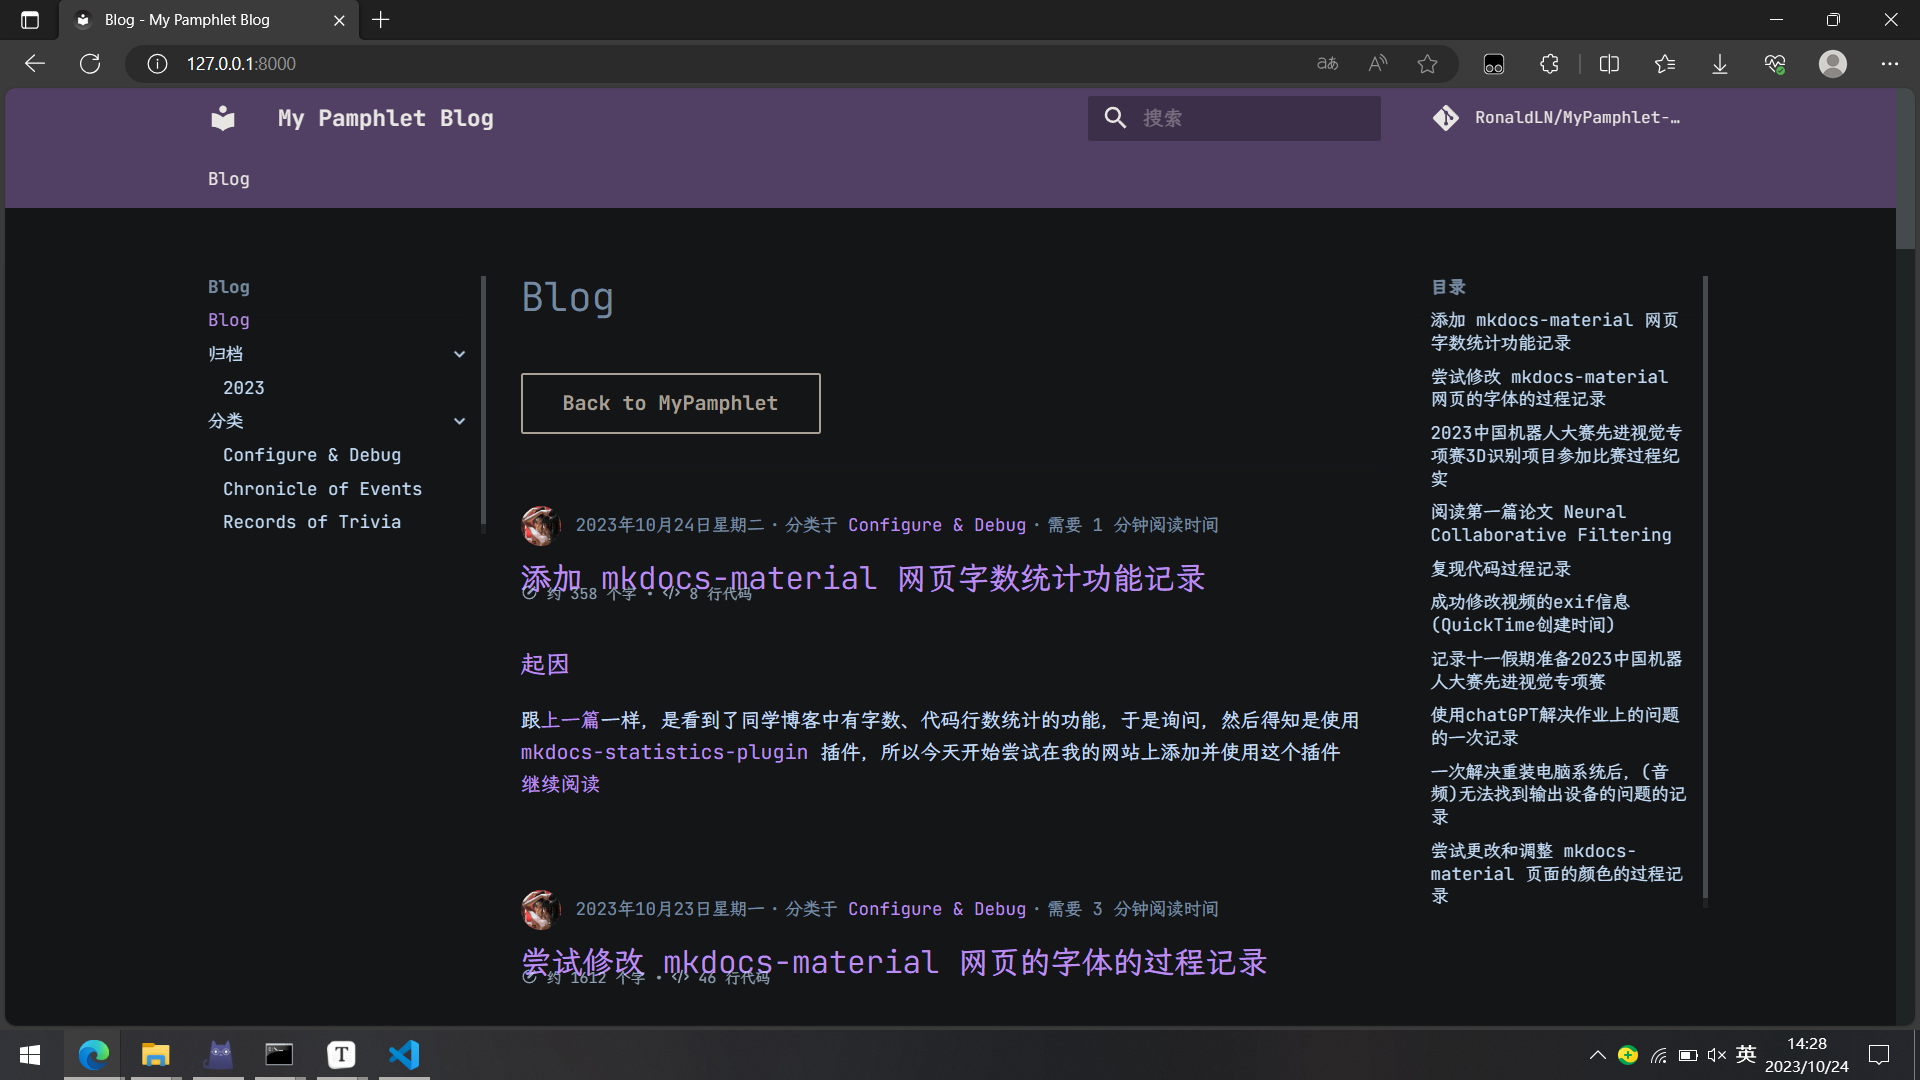 Blog - My Pamphlet Blog
127.0.0.1:8000
My Pamphlet Blog
搜索
RonaldLN/MyPamphlet-…
Blog
Blog
Blog
归档
2023
分类
Configure & Debug
Chronicle of Events
Records of Trivia
Blog
Back to MyPamphlet
2023年10月24日星期二 · 分类于 Configure & Debug · 需要 1 分钟阅读时间
添加 mkdocs-material 网页字数统计功能记录
约 358 个字 • 8 行代码
起因
跟上一篇一样，是看到了同学博客中有字数、代码行数统计的功能，于是询问，然后得知是使用
mkdocs-statistics-plugin 插件，所以今天开始尝试在我的网站上添加并使用这个插件
继续阅读
2023年10月23日星期一 · 分类于 Configure & Debug · 需要 3 分钟阅读时间
尝试修改 mkdocs-material 网页的字体的过程记录
约 1612 个字 • 46 行代码
目录
添加 mkdocs-material 网页
字数统计功能记录
尝试修改 mkdocs-material
网页的字体的过程记录
2023中国机器人大赛先进视觉专
项赛3D识别项目参加比赛过程纪
实
阅读第一篇论文 Neural
Collaborative Filtering
复现代码过程记录
成功修改视频的exif信息
(QuickTime创建时间)
记录十一假期准备2023中国机器
人大赛先进视觉专项赛
使用chatGPT解决作业上的问题
的一次记录
一次解决重装电脑系统后，(音
频)无法找到输出设备的问题的记
录
尝试更改和调整 mkdocs-
material 页面的颜色的过程记
录
英
14:28
2023/10/24